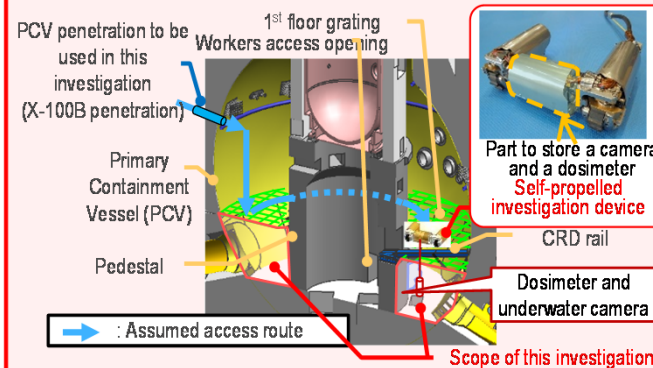 PCV penetration to be
used in this
investigation
(X-100B penetration)
1st floor grating
Workers access opening
Primary
Containment
Vessel (PCV)
Pedestal
Part to store a camera
and a dosimeter
Self-propelled
investigation device
CRD rail
Dosimeter and
underwater camera
: Assumed access route
Scope of this investigation